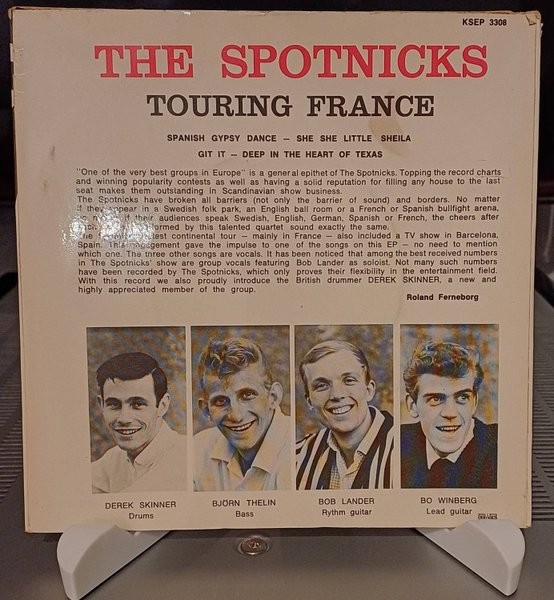 KSEP 3308
THE SPOTNICKS
TOURING FRANCE
SPANISH GYPSY DANCE — SHE SHE LITTLE SHEILA
GIT IT — DEEP IN THE HEART OF TEXAS
"One of the very best groups in Europe" is a general epithet of The Spotnicks. Topping the record charts
and winning popularity contests as well as having a solid reputation for filling any house to the last
seat makes them outstanding in Scandinavian show business.
The Spotnicks have broken all barriers (not only the barrier of sound) and borders. No matter
if they appear in a Swedish folk park, an English ball room or a French or Spanish bullfight arena,
if their audiences speak Swedish, English, German, Spanish or French, the cheers after
formed by this talented quartet sound exactly the same.
test continental tour — mainly in France — also included a TV show in Barcelona,
Spain. This engagement gave the impulse to one of the songs on this EP — no need to mention
which one. The three other songs are vocals. It has been noticed that among the best received numbers
in The Spotnicks' show are group vocals featuring Bob Lander as soloist. Not many such numbers
have been recorded by The Spotnicks, which only proves their flexibility in the entertainment field.
With this record we also proudly introduce the British drummer DEREK SKINNER, a new and
highly appreciated member of the group.
Roland Ferneborg
DEREK SKINNER
Drums
BJÖRN THELIN
Bass
BOB LANDER
Rythm guitar
BO WINBERG
Lead guitar